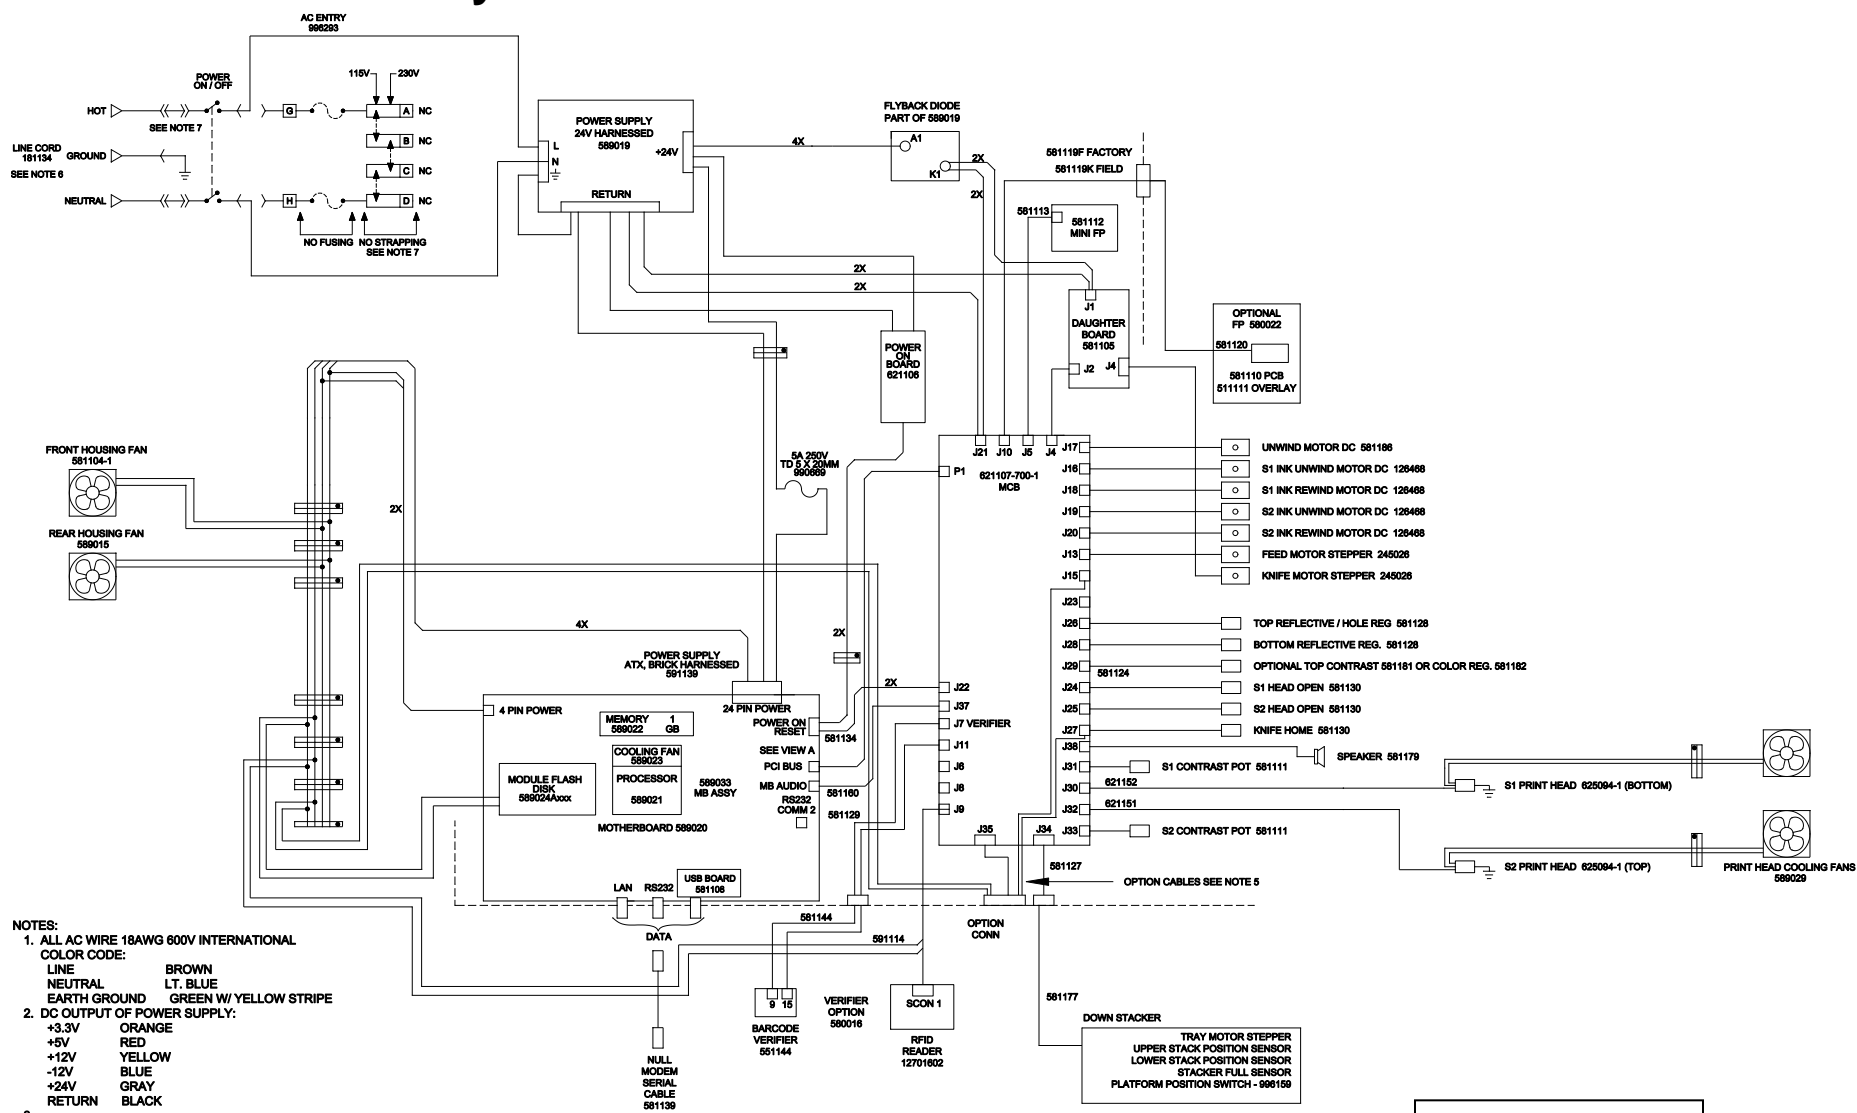 AC ENTRY
996293
POWER
ON / OFF
115V
230V
HOT
SEE NOTE 7
G
A NC
B NC
C NC
LINE CORD
181134
SEE NOTE 6
GROUND
NEUTRAL
H
D NC
NO FUSING
NO STRAPPING
SEE NOTE 7
POWER SUPPLY
24V HARNESSED
589019
L
N
+24V
RETURN
4X
FLYBACK DIODE
PART OF 589019
A1
K1
2X
2X
581119F FACTORY
581119K FIELD
581113
581112
MINI FP
2X
2X
J1
DAUGHTER
BOARD
581105
J2
J4
OPTIONAL
FP 580022
581120
581110 PCB
511111 OVERLAY
POWER
ON
BOARD
621106
FRONT HOUSING FAN
581104-1
REAR HOUSING FAN
589015
2X
5A 250V
TD 5 X 20MM
990669
4X
2X
POWER SUPPLY
ATX, BRICK HARNESSED
591139
24 PIN POWER
4 PIN POWER
MEMORY 1
589022 GB
COOLING FAN
589023
PROCESSOR
589021
MODULE FLASH
DISK
589024Axxx
589033
MB ASSY
MOTHERBOARD 589020
POWER ON
RESET
SEE VIEW A
PCI BUS
MB AUDIO
RS232
COMM 2
USB BOARD
581108
LAN
RS232
DATA
581134
581160
581129
2X
J21
J10
J5
J4
P1
621107-700-1
MCB
J22
J37
J7 VERIFIER
J11
J6
J8
J9
J35
J34
J17
J16
J18
J19
J20
J13
J15
J23
J26
J28
J29
J24
J25
J27
J38
J31
J30
J32
J33
UNWIND MOTOR DC 581186
S1 INK UNWIND MOTOR DC 126468
S1 INK REWIND MOTOR DC 126468
S2 INK UNWIND MOTOR DC 126468
S2 INK REWIND MOTOR DC 126468
FEED MOTOR STEPPER 245026
KNIFE MOTOR STEPPER 245026
TOP REFLECTIVE / HOLE REG 581128
BOTTOM REFLECTIVE REG. 581128
581124
OPTIONAL TOP CONTRAST 581181 OR COLOR REG. 581182
S1 HEAD OPEN 581130
S2 HEAD OPEN 581130
KNIFE HOME 581130
SPEAKER 581179
S1 CONTRAST POT 581111
621152
S1 PRINT HEAD 625094-1 (BOTTOM)
621151
S2 CONTRAST POT 581111
S2 PRINT HEAD 625094-1 (TOP)
PRINT HEAD COOLING FANS
589029
581127
OPTION CABLES SEE NOTE 5
OPTION
CONN
581144
591114
9 15
BARCODE
VERIFIER
551144
VERIFIER
OPTION
580016
SCON 1
RFID
READER
12701602
581177
DOWN STACKER
TRAY MOTOR STEPPER
UPPER STACK POSITION SENSOR
LOWER STACK POSITION SENSOR
STACKER FULL SENSOR
PLATFORM POSITION SWITCH - 996159
NULL
MODEM
SERIAL
CABLE
581139
NOTES:
1. ALL AC WIRE 18AWG 600V INTERNATIONAL
COLOR CODE:
LINE BROWN
NEUTRAL LT. BLUE
EARTH GROUND GREEN W/ YELLOW STRIPE
2. DC OUTPUT OF POWER SUPPLY:
+3.3V ORANGE
+5V RED
+12V YELLOW
-12V BLUE
+24V GRAY
RETURN BLACK